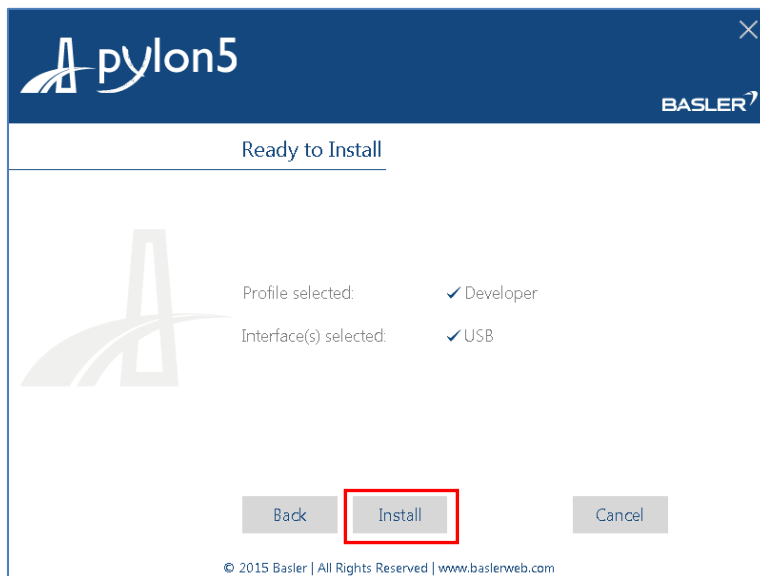 pylon5
BASLER
Ready to Install
Profile selected: ✓ Developer
Interface(s) selected: ✓ USB
Back Install Cancel
© 2015 Basler | All Rights Reserved | www.baslerweb.com